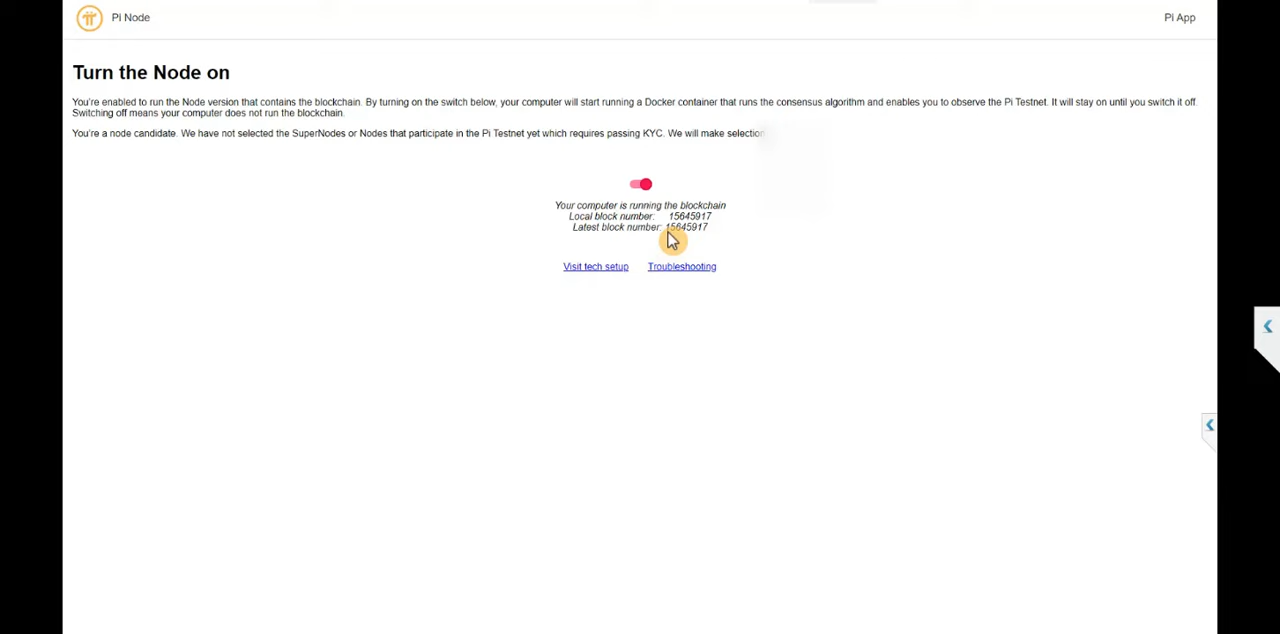 Pi Node
Pi App
Turn the Node on
You're enabled to run the Node version that contains the blockchain. By turning on the switch below, your computer will start running a Docker container that runs the consensus algorithm and enables you to observe the Pi Testnet. It will stay on until you switch it off.
Switching off means your computer does not run the blockchain.
You're a node candidate. We have not selected the SuperNodes or Nodes that participate in the Pi Testnet yet which requires passing KYC. We will make selection
Your computer is running the blockchain
Local block number: 15645917
Latest block number: 15645917
Visit tech setup Troubleshooting